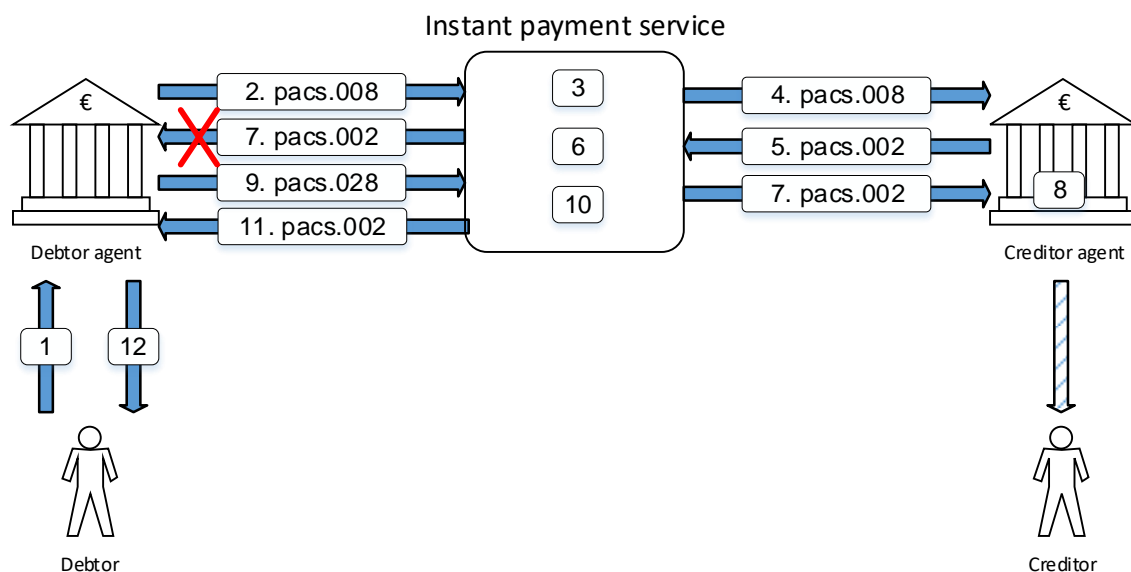 Instant payment service
€
2. pacs.008
3
4. pacs.008
€
7. pacs.002
6
5. pacs.002
9. pacs.028
10
7. pacs.002
8
11. pacs.002
Debtor agent
Creditor agent
1
12
Debtor
Creditor